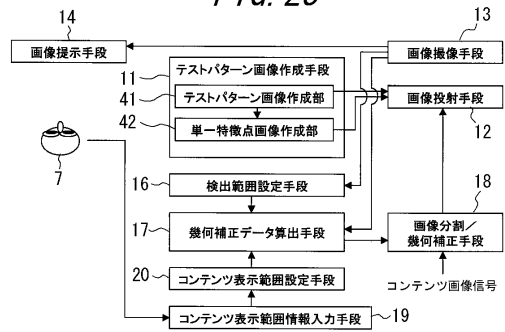 FIG. 20
14
13
画像提示手段
画像撮像手段
11
テストパターン画像作成手段
41
テストパターン画像作成部
画像投射手段
42
単一特徴点画像作成部
12
7
16
検出範囲設定手段
18
17
幾何補正データ算出手段
画像分割／
幾何補正手段
20
コンテンツ表示範囲設定手段
コンテンツ画像信号
コンテンツ表示範囲情報入力手段
19